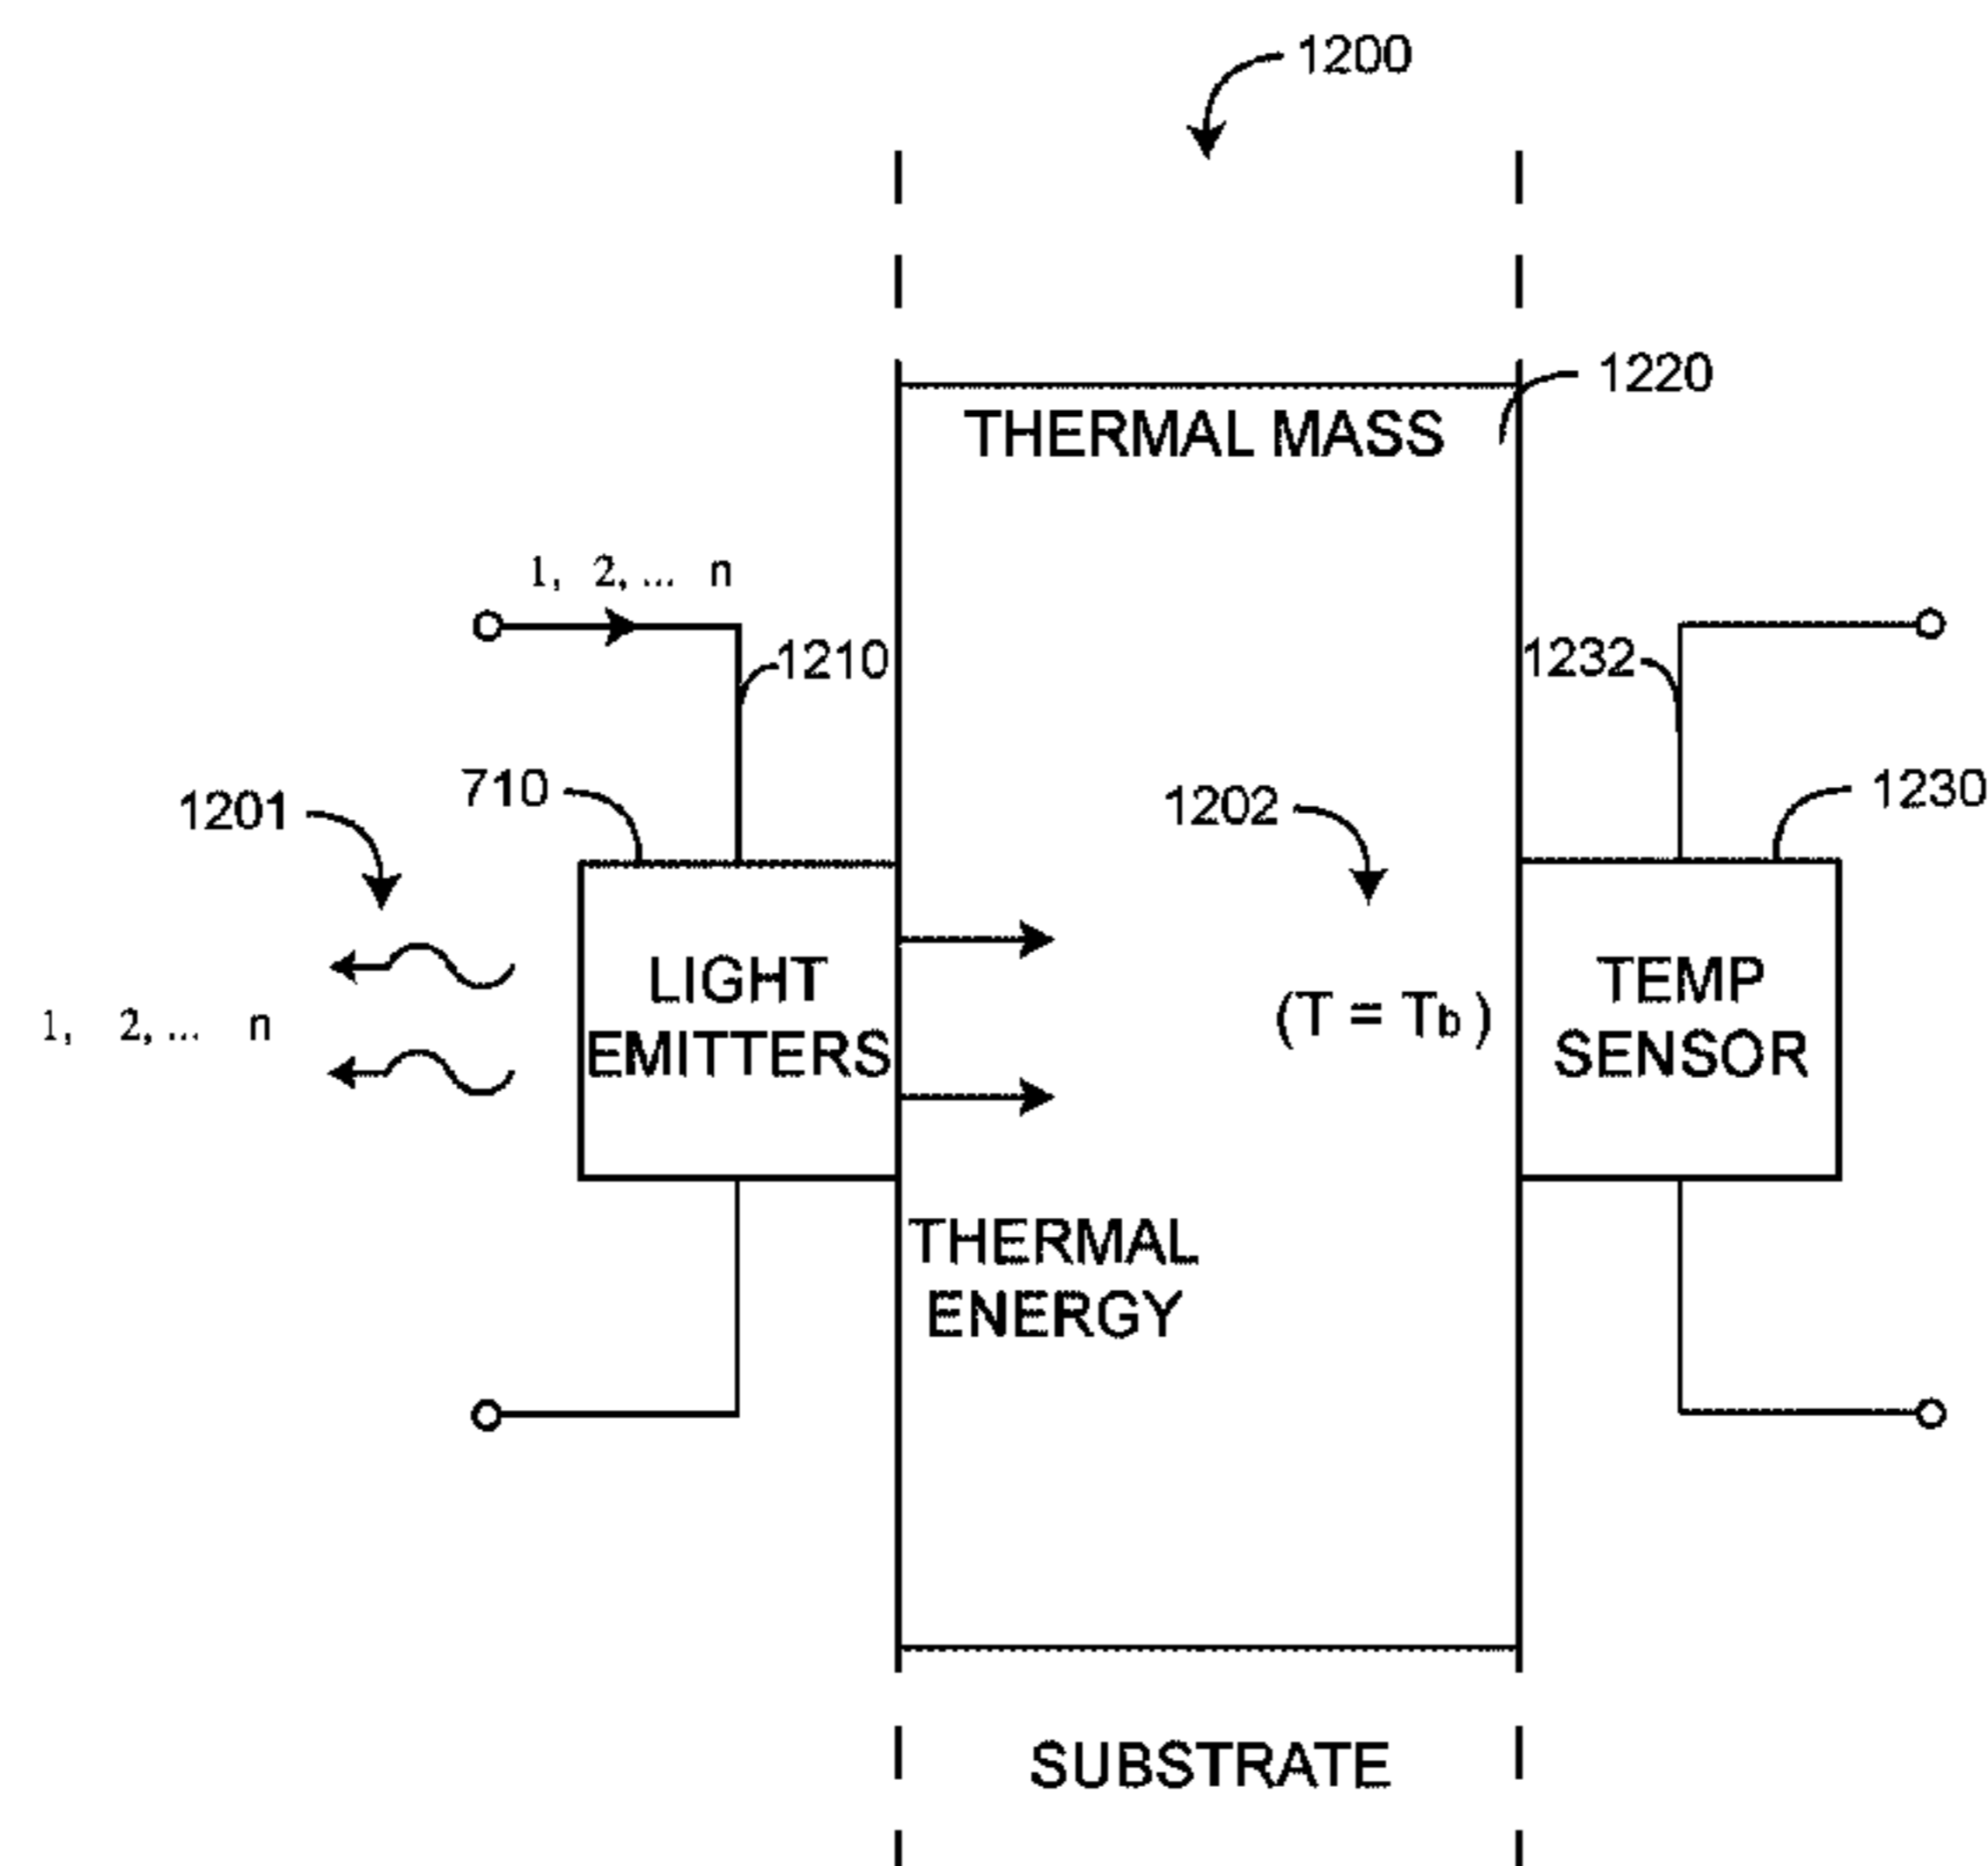 1200
1220
THERMAL MASS
1, 2, ... n
1210
1232
710
1201
1202
1230
LIGHT
EMITTERS
(T = Tb)
TEMP
SENSOR
1, 2, ... n
THERMAL
ENERGY
SUBSTRATE